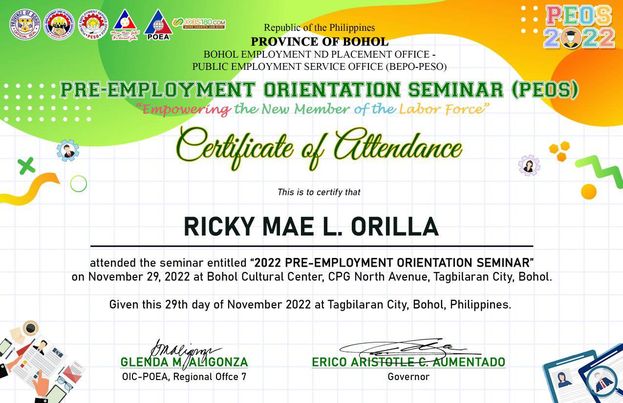 Republic of the Philippines
PROVINCE OF BOHOL
BOHOL EMPLOYMENT ND PLACEMENT OFFICE -
PUBLIC EMPLOYMENT SERVICE OFFICE (BEPO-PESO)
POEA
JOBS180.COM
PEOS
2022
PRE-EMPLOYMENT ORIENTATION SEMINAR (PEOS)
"Empowering the New Member of the Labor Force"
Certificate of Attendance
This is to certify that
RICKY MAE L. ORILLA
attended the seminar entitled "2022 PRE-EMPLOYMENT ORIENTATION SEMINAR"
on November 29, 2022 at Bohol Cultural Center, CPG North Avenue, Tagbilaran City, Bohol.
Given this 29th day of November 2022 at Tagbilaran City, Bohol, Philippines.
GLENDA M. ALIGONZA
OIC-POEA, Regional Offce 7
ERICO ARISTOTLE C. AUMENTADO
Governor